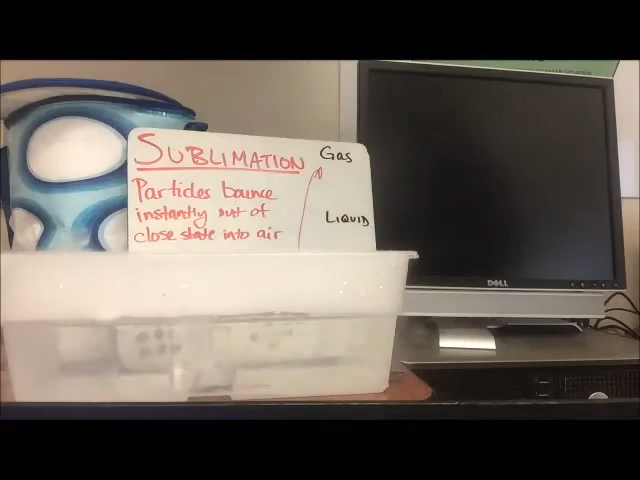 SUBLIMATION
Particles bounce
instantly out of
close state into air
Gas
LIQUID
DELL